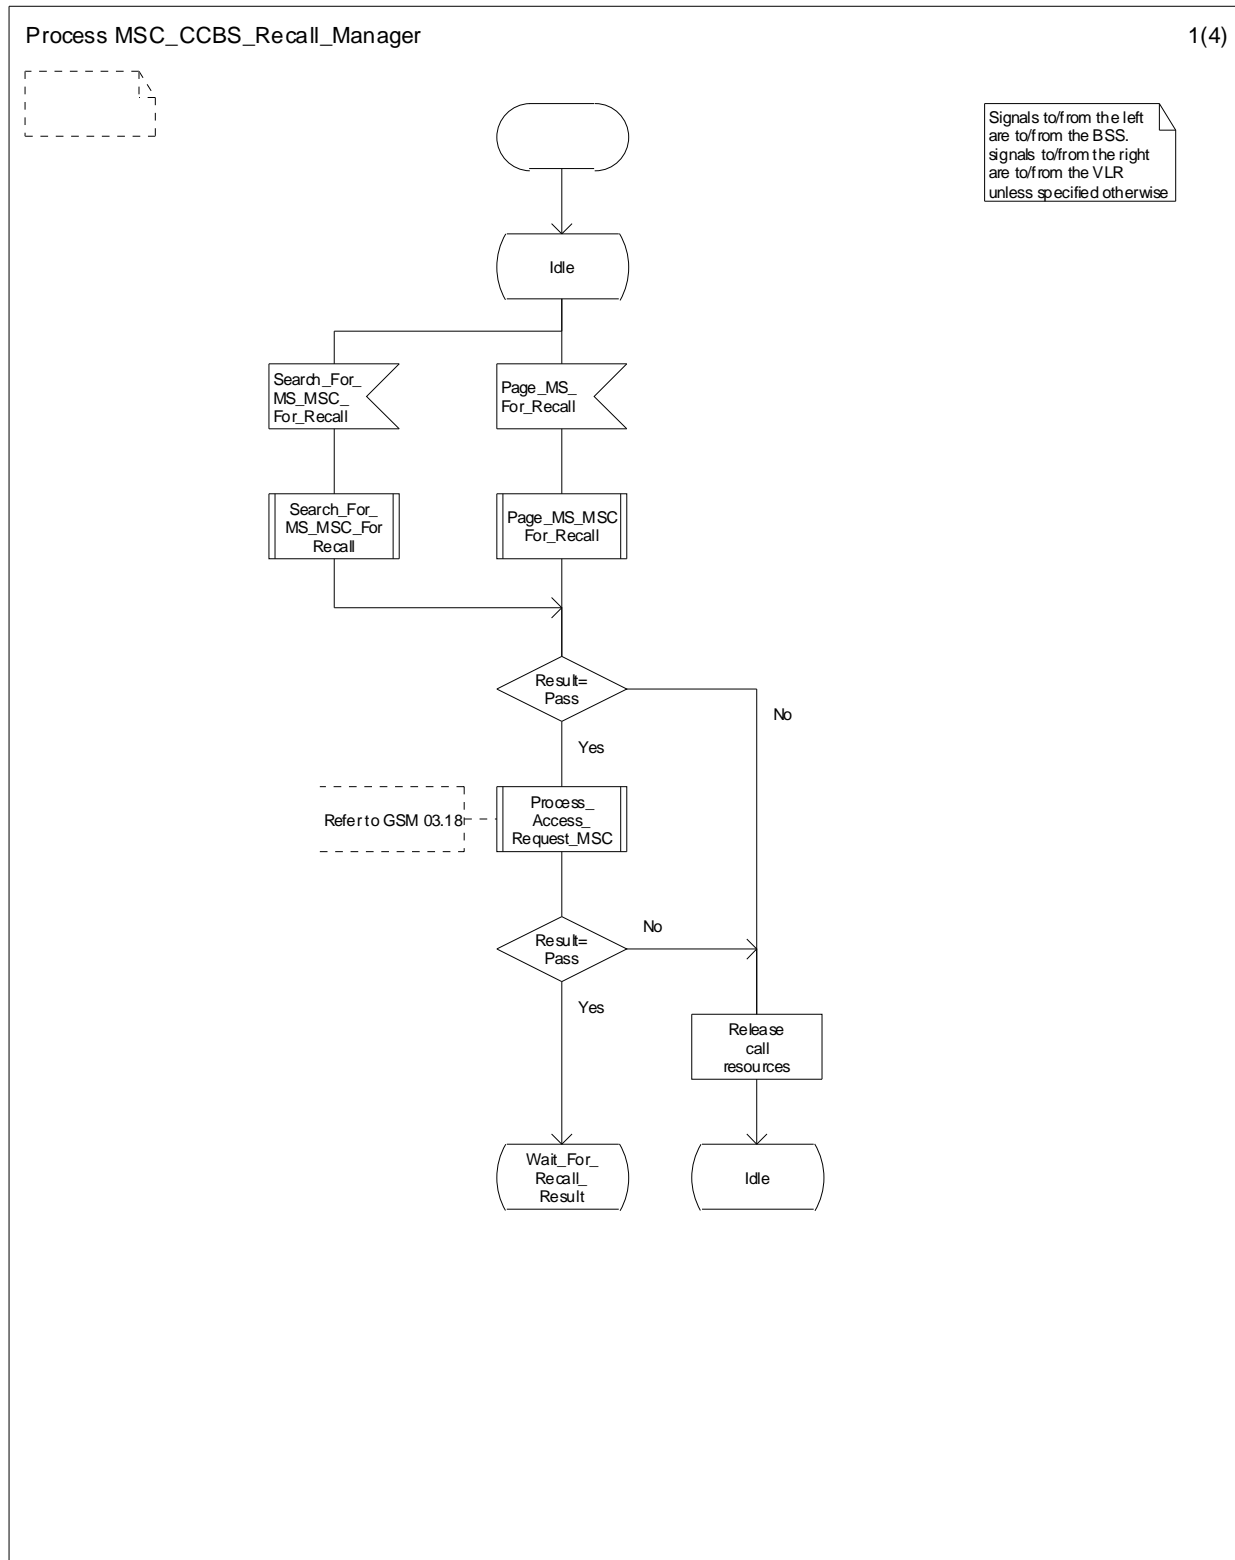 Process MSC_CCBS_Recall_Manager
1(4)
Signals to/from the left
are to/from the BSS.
signals to/from the right
are to/from the VLR
unless specified otherwise
Idle
Search_For_
MS_MSC_
For_Recall
Page_MS_
For_Recall
Search_For_
MS_MSC_For
Recall
Page_MS_MSC
For_Recall
Result=
Pass
No
Yes
Refer to GSM 03.18
Process_
Access_
Request_MSC
Result=
Pass
No
Yes
Release
call
resources
Wait_For_
Recall_
Result
Idle